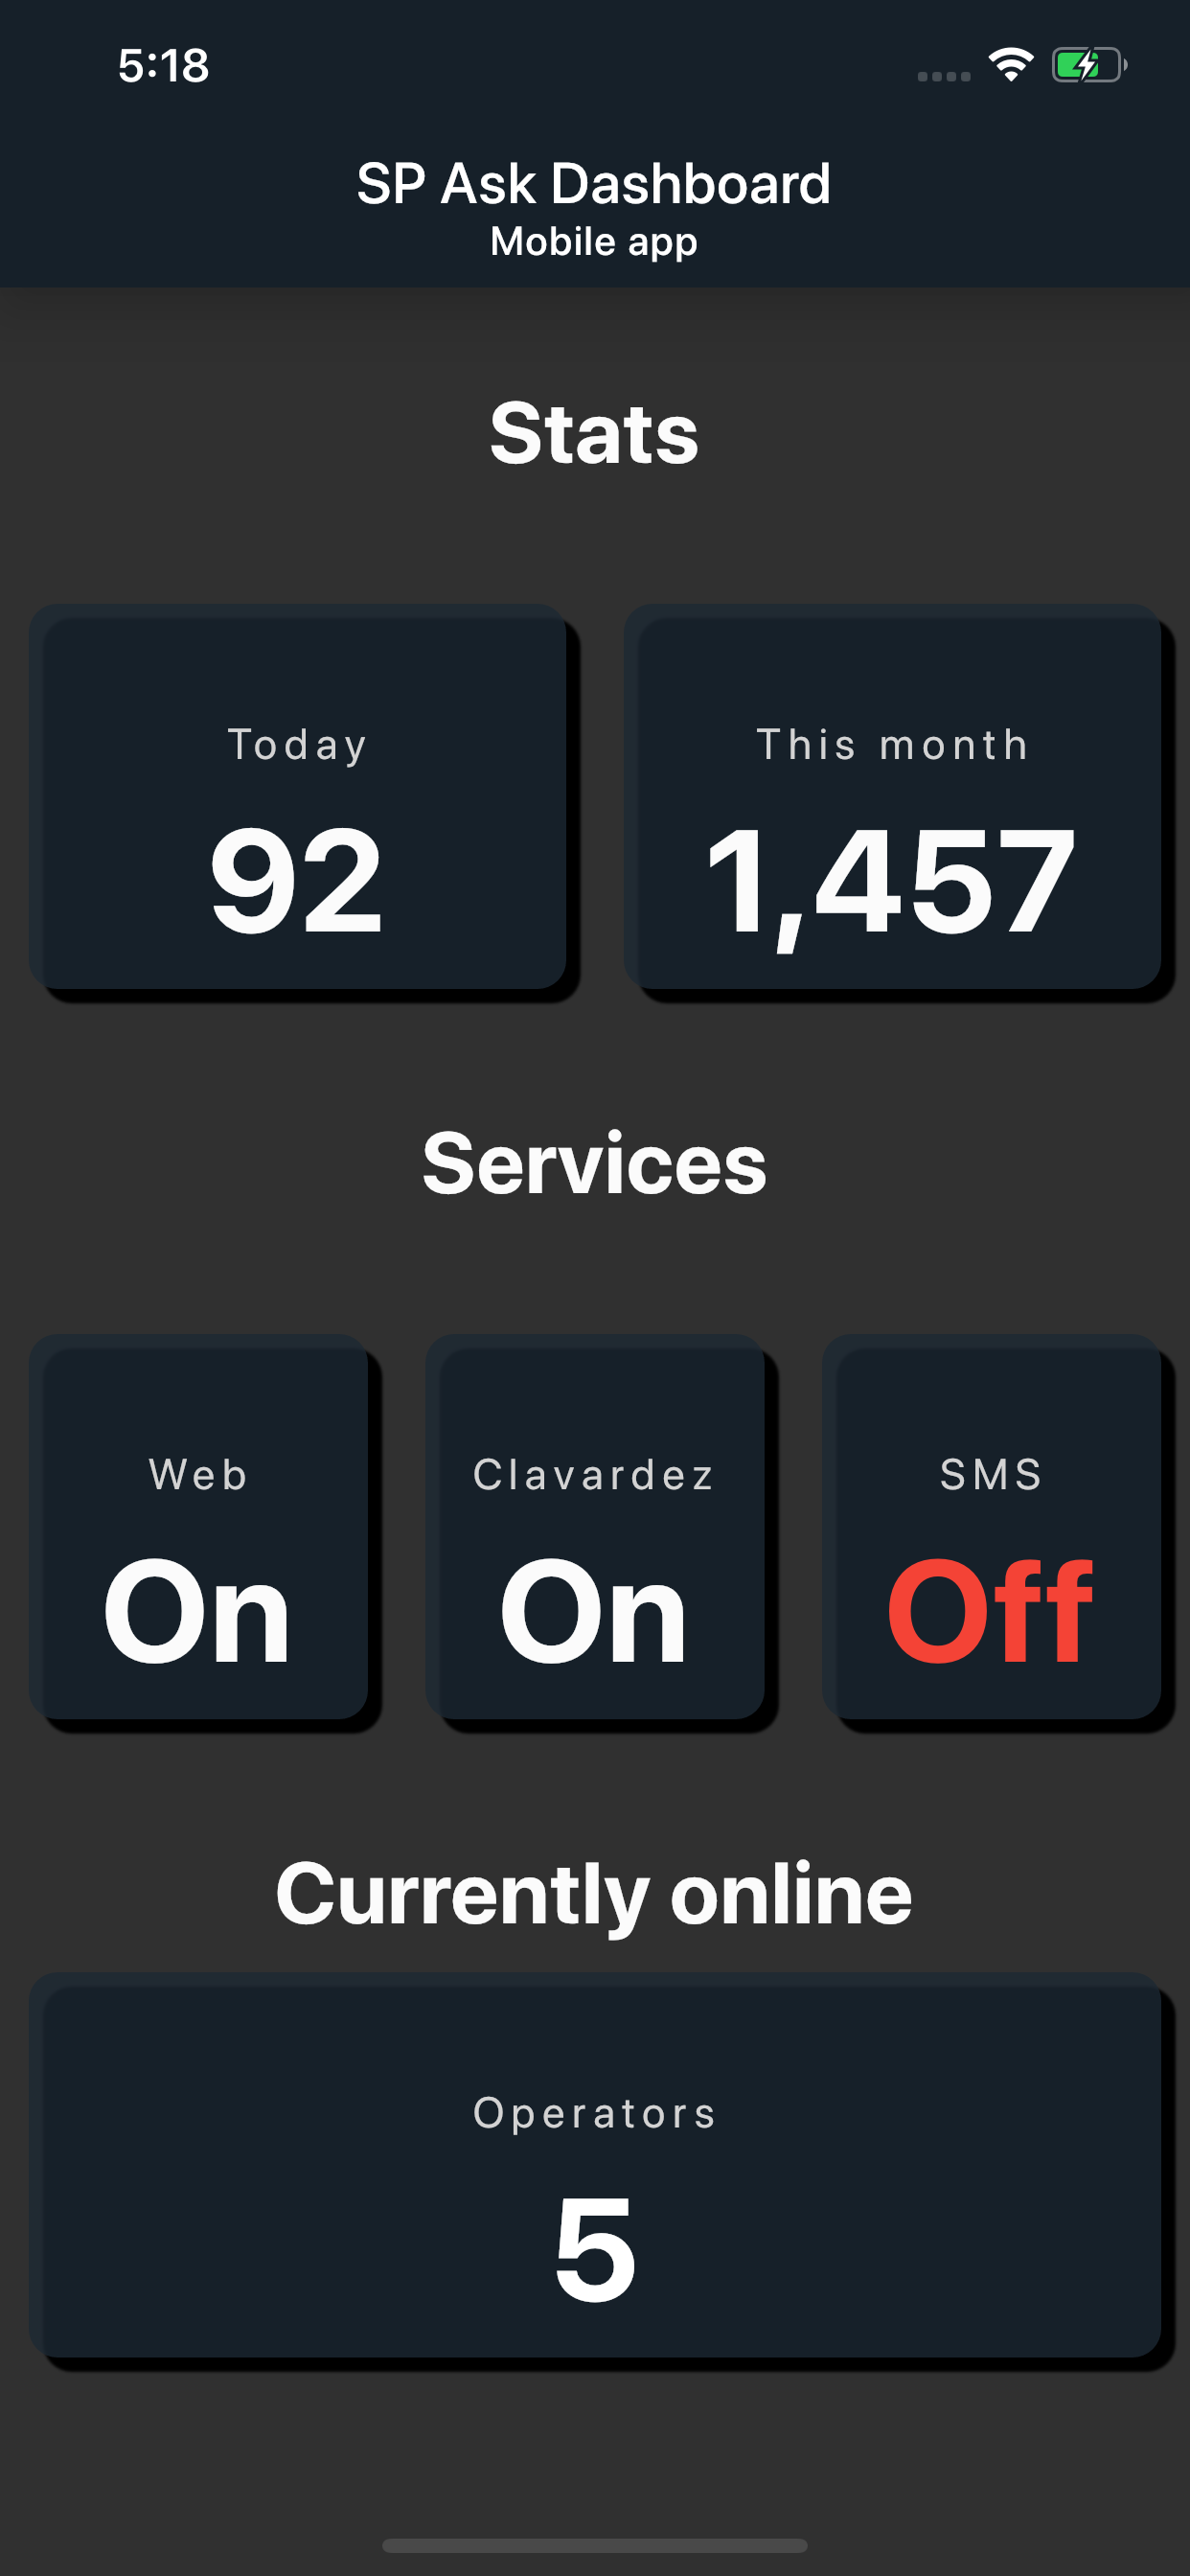 5:18
SP Ask Dashboard
Mobile app
Stats
Today
This month
92
1,457
Services
Web
Clavardez
SMS
On
On
Off
Currently online
Operators
5